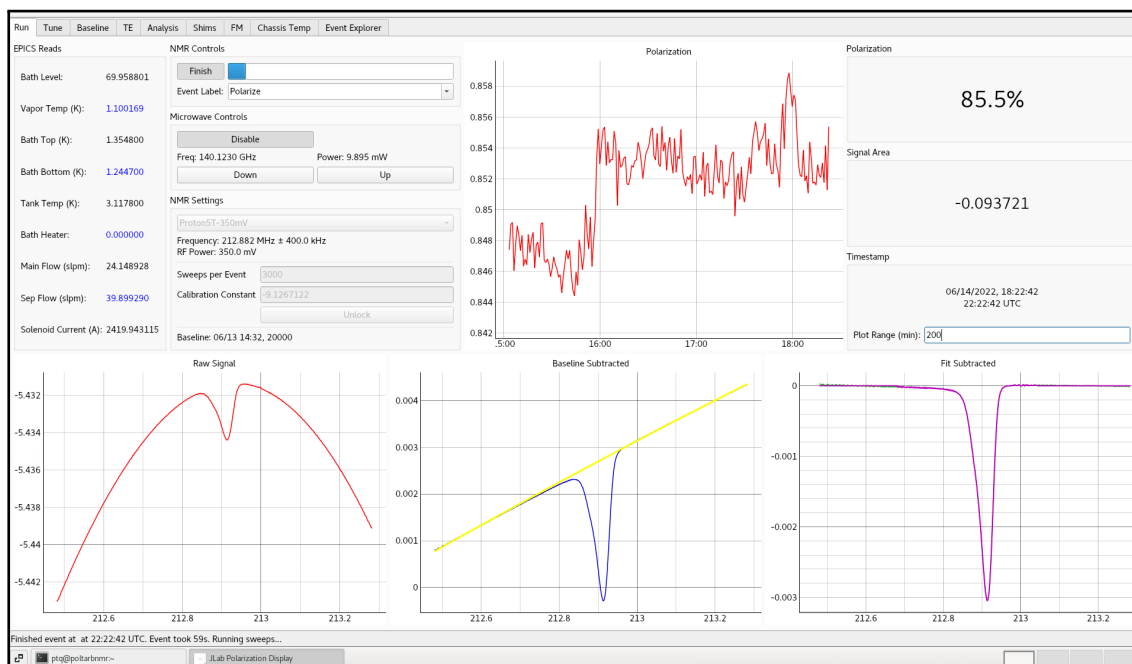 Run Tune Baseline TE Analysis Shims FM Chassis Temp Event Explorer
EPICS Reads
Bath Level: 69.958801
Vapor Temp (K): 1.100169
Bath Top (K): 1.354800
Bath Bottom (K): 1.244700
Tank Temp (K): 3.117800
Bath Heater: 0.000000
Main Flow (slpm): 24.148928
Sep Flow (slpm): 39.899290
Solenoid Current (A): 2419.943115
NMR Controls
Finish
Event Label: Polarize
Microwave Controls
Disable
Freq: 140.1230 GHz Power: 9.895 mW
Down Up
NMR Settings
Proton5T-350mV
Frequency: 212.882 MHz ± 400.0 kHz
RF Power: 350.0 mV
Sweeps per Event 3000
Calibration Constant -9.1267122
Unlock
Baseline: 06/13 14:32, 20000
Polarization
0.858
0.856
0.854
0.852
0.85
0.848
0.846
0.844
0.842
.5:00 16:00 17:00 18:00
Polarization
85.5%
Signal Area
-0.093721
Timestamp
06/14/2022, 18:22:42
22:22:42 UTC
Plot Range (min): 200
Raw Signal
-5.432
-5.434
-5.436
-5.438
-5.44
-5.442
212.6 212.8 213 213.2
Baseline Subtracted
0.004
0.003
0.002
0.001
0
212.6 212.8 213 213.2
Fit Subtracted
0
-0.001
-0.002
-0.003
212.6 212.8 213 213.2
Finished event at at 22:22:42 UTC. Event took 59s. Running sweeps...
ptg@poltarbnmr:~ JLab Polarization Display